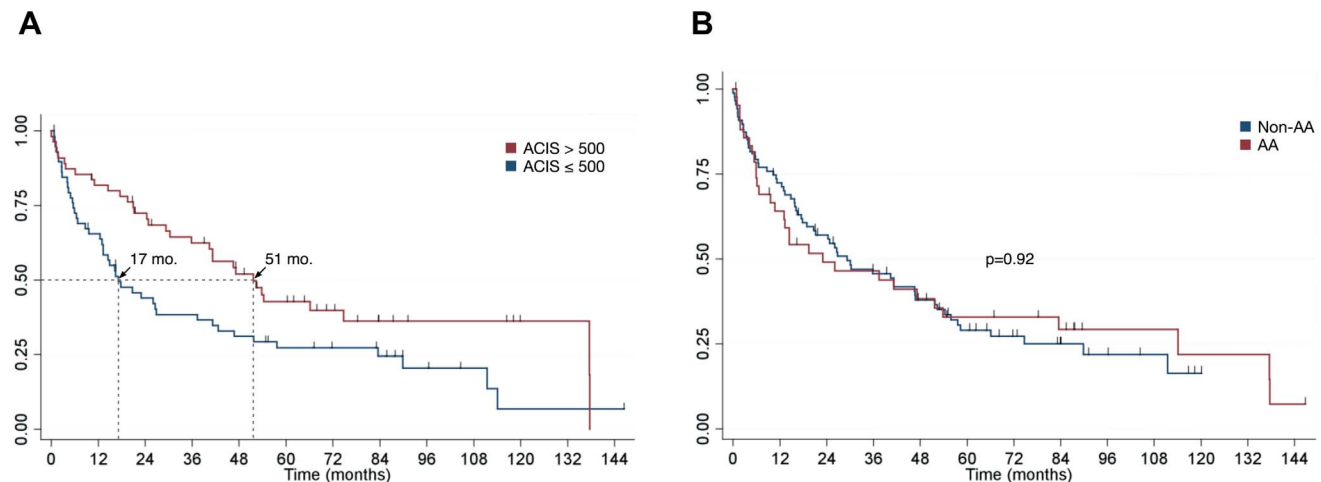 A
1.00
0.75
0.50
0.25
0.00
ACIS > 500
ACIS ≤ 500
17 mo.
51 mo.
0 12 24 36 48 60 72 84 96 108 120 132 144
Time (months)
B
1.00
0.75
0.50
0.25
0.00
Non-AA
AA
p=0.92
0 12 24 36 48 60 72 84 96 108 120 132 144
Time (months)